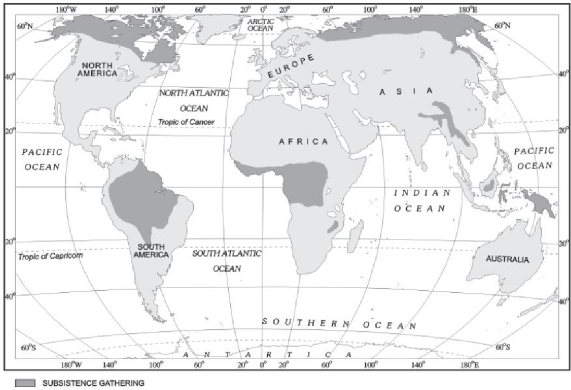 180°W 140° 100° 60° 20° 0° 20° 60° 100° 140° 180°E
ARCTIC
OCEAN
60°N 60°N
NORTH
AMERICA
EUROPE
ASIA
40° 40°
NORTH ATLANTIC
OCEAN
Tropic of Cancer
20° 20°
AFRICA
PACIFIC
OCEAN
PACIFIC
OCEAN
0° 0°
INDIAN
OCEAN
20° 20°
Tropic of Capricorn
SOUTH
AMERICA
SOUTH ATLANTIC
OCEAN
AUSTRALIA
40° 40°
SOUTHERN OCEAN
60°S 60°S
ANTARTICA
180°W 140° 100° 60° 20° 0° 20° 60° 100° 140° 180°E
SUBSISTENCE GATHERING